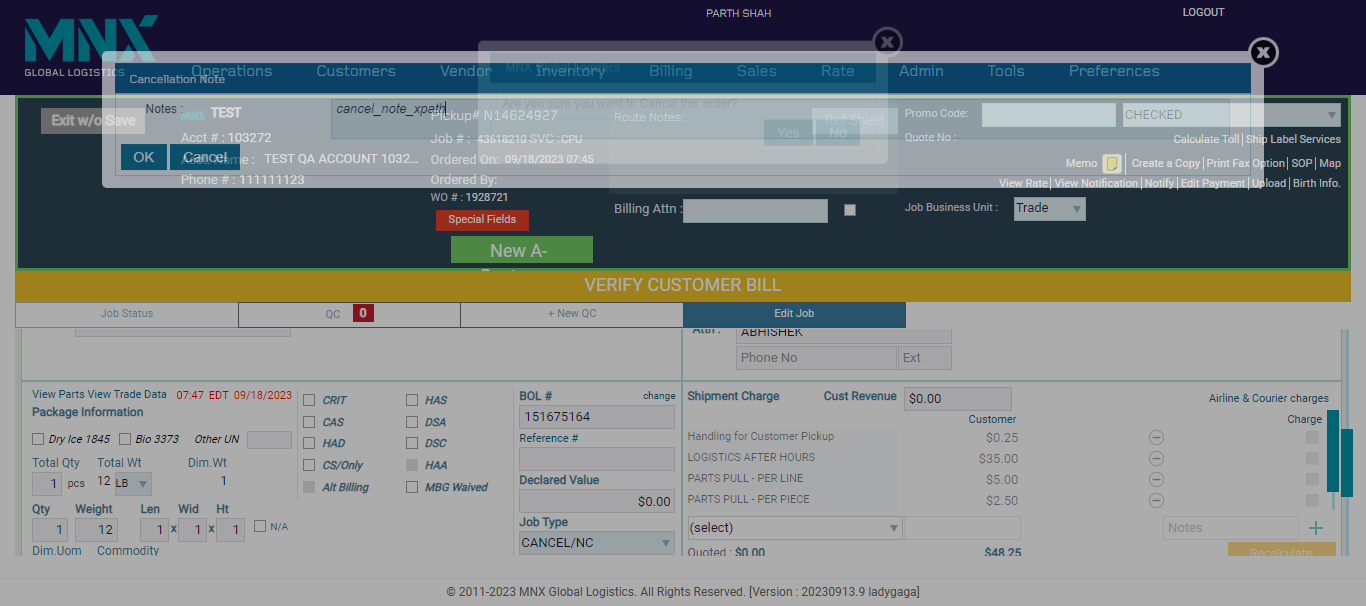 PARTH SHAH
LOGOUT
MNX
GLOBAL LOGISTICS
Operations Customers Vendor Inventory Billing Sales Rate Admin Tools Preferences
Cancellation Note
MNX Global Logistics
Are you sure you want to Cancel this order?
Yes No
Notes :
cancel_note_xpath
OK Cancel
Exit w/o Save
MNX TEST
Acct # : 103272
Acct Name : TEST QA ACCOUNT 1032...
Phone # : 111111123
Pickup# N14624927
Job # : 43618210 SVC :CPU
Ordered On: 09/18/2023 07:45
Ordered By:
WO # : 1928721
Special Fields
New A-
Route Notes:
Ref Sheet
Billing Attn :
Promo Code:
CHECKED
Quote No :
Calculate Toll Ship Label Services
Memo Create a Copy Print Fax Option SOP Map
View Rate View Notification Notify Edit Payment Upload Birth Info.
Job Business Unit : Trade
VERIFY CUSTOMER BILL
Job Status QC 0 + New QC Edit Job
Attn : ABHISHEK
Phone No Ext
View Parts View Trade Data 07:47 EDT 09/18/2023
Package Information
Dry Ice 1845 Bio 3373 Other UN
Total Qty Total Wt Dim.Wt
1 pcs 12 LB 1
Qty Weight Len Wid Ht
1 12 1 x 1 x 1 N/A
Dim.Uom Commodity
CRIT HAS
CAS DSA
HAD DSC
CS/Only HAA
Alt Billing MBG Waived
BOL # change
151675164
Reference #
Declared Value
$0.00
Job Type
CANCEL/NC
Shipment Charge Cust Revenue $0.00 Airline & Courier charges
Customer Charge
Handling for Customer Pickup $0.25
LOGISTICS AFTER HOURS $35.00
PARTS PULL - PER LINE $5.00
PARTS PULL - PER PIECE $2.50
(select) Notes +
Quoted : $0.00 $48.25 Recalculate
© 2011-2023 MNX Global Logistics. All Rights Reserved. [Version : 20230913.9 ladygaga]